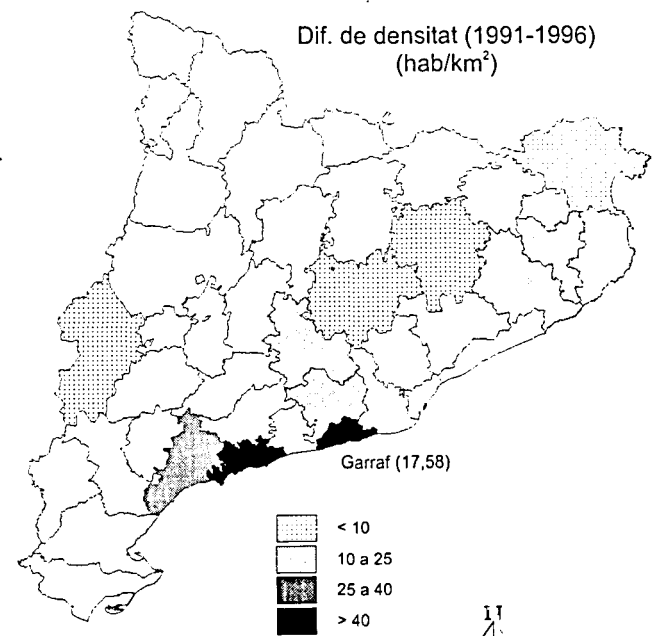 Dif. de densitat (1991-1996)
(hab/km²)
Garraf (17,58)
< 10
10 a 25
25 a 40
> 40